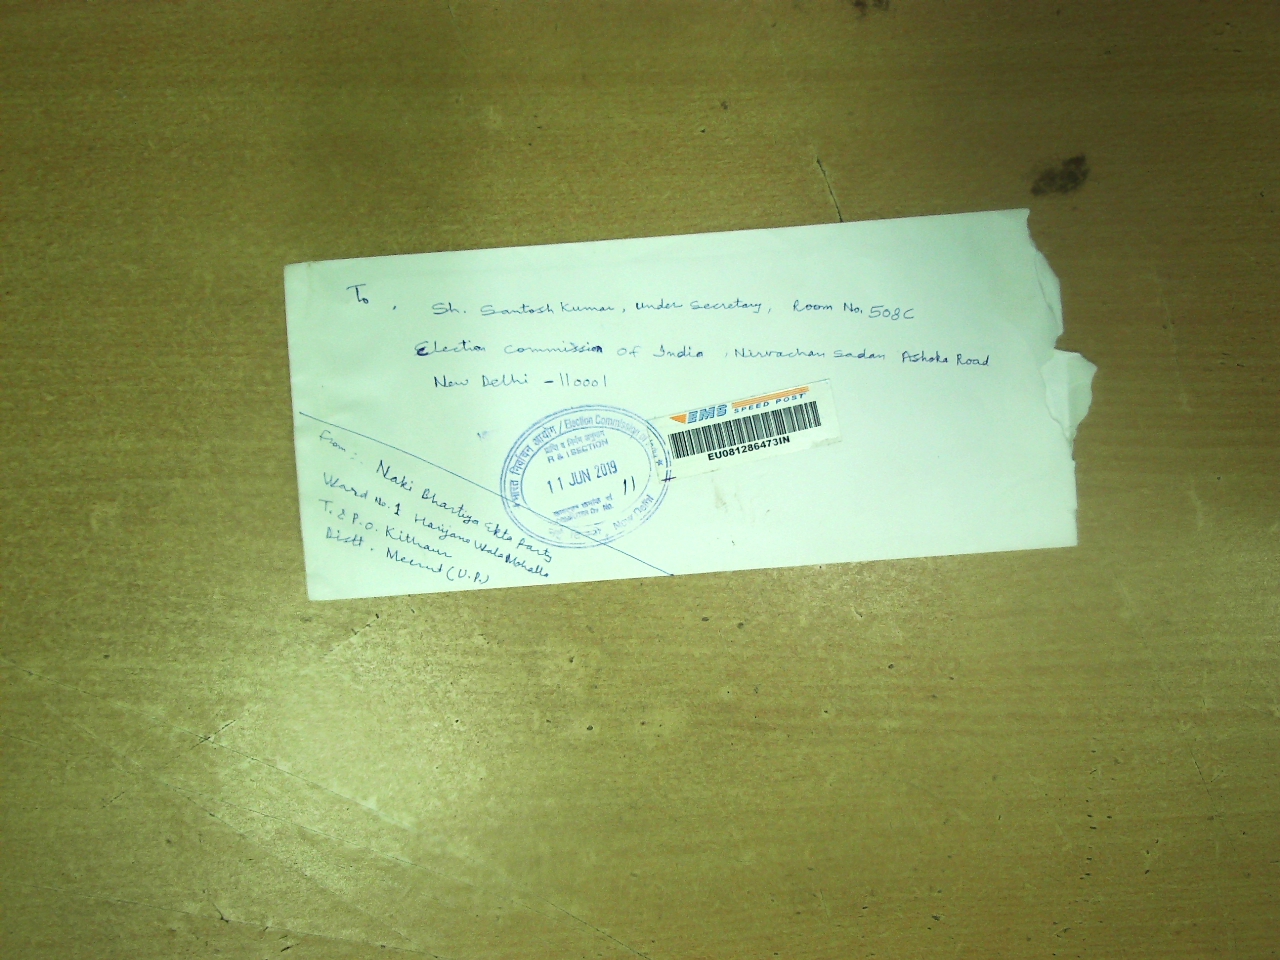 To,
Sh. Santosh Kumar, Under Secretary, Room No. 508C
Election Commission of India, Nirvachan Sadan Ashoka Road
New Delhi - 110001
EMS SPEED POST
EU081286473IN
भारत निर्वाचन आयोग / Election Commission of India
R & I SECTION
11 JUN 2019
11
New Delhi
From:
Naki Bhartiya Ekta Party
Ward No. 1 Harijano Wala Mohalla
T. & P.O. Kithaur
Distt. Meerut (U.P.)